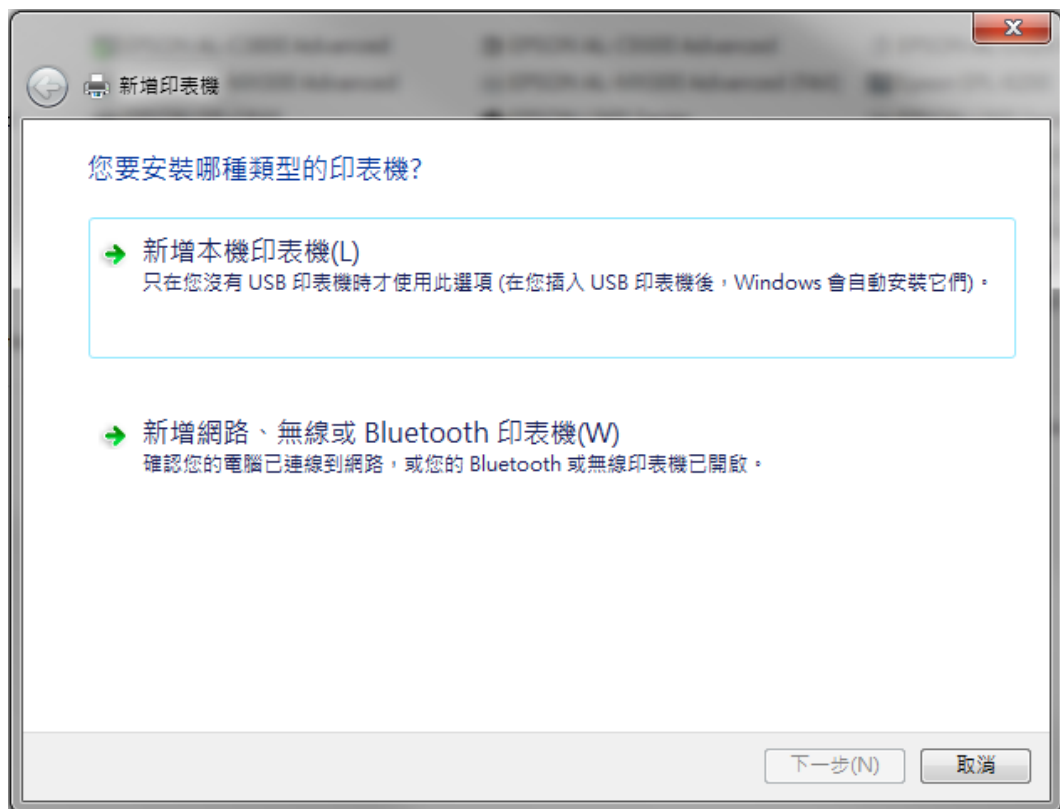 新增印表機
您要安裝哪種類型的印表機?
新增本機印表機(L)
只在您沒有 USB 印表機時才使用此選項 (在您插入 USB 印表機後，Windows 會自動安裝它們)。
新增網路、無線或 Bluetooth 印表機(W)
確認您的電腦已連線到網路，或您的 Bluetooth 或無線印表機已開啟。
下一步(N)
取消